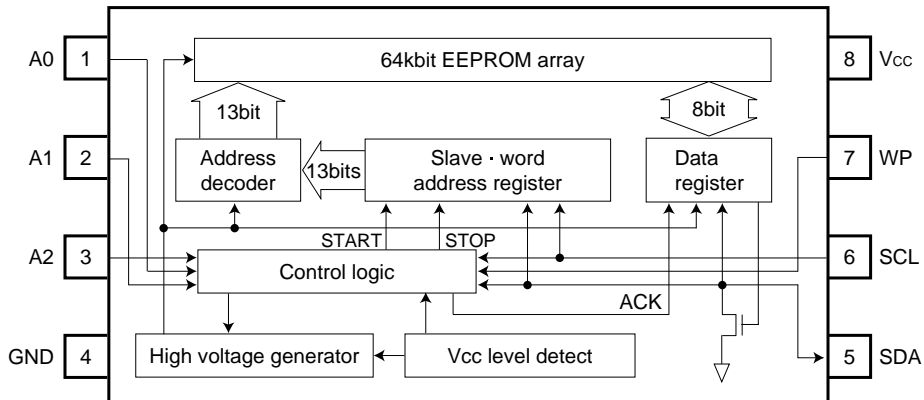 64kbit EEPROM array
A0 1
8 Vcc
13bit
8bit
A1 2
Address
decoder
13bits
Slave · word
address register
Data
register
7 WP
START
STOP
A2 3
Control logic
6 SCL
ACK
GND 4
High voltage generator
Vcc level detect
5 SDA